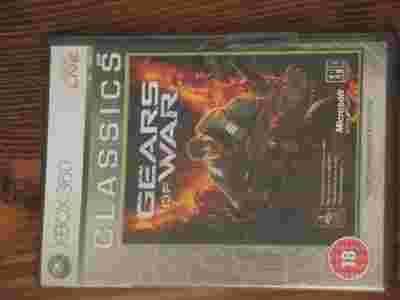 XBOX 360
LIVE
CLASSICS
GEARS
OF WAR
Microsoft
18